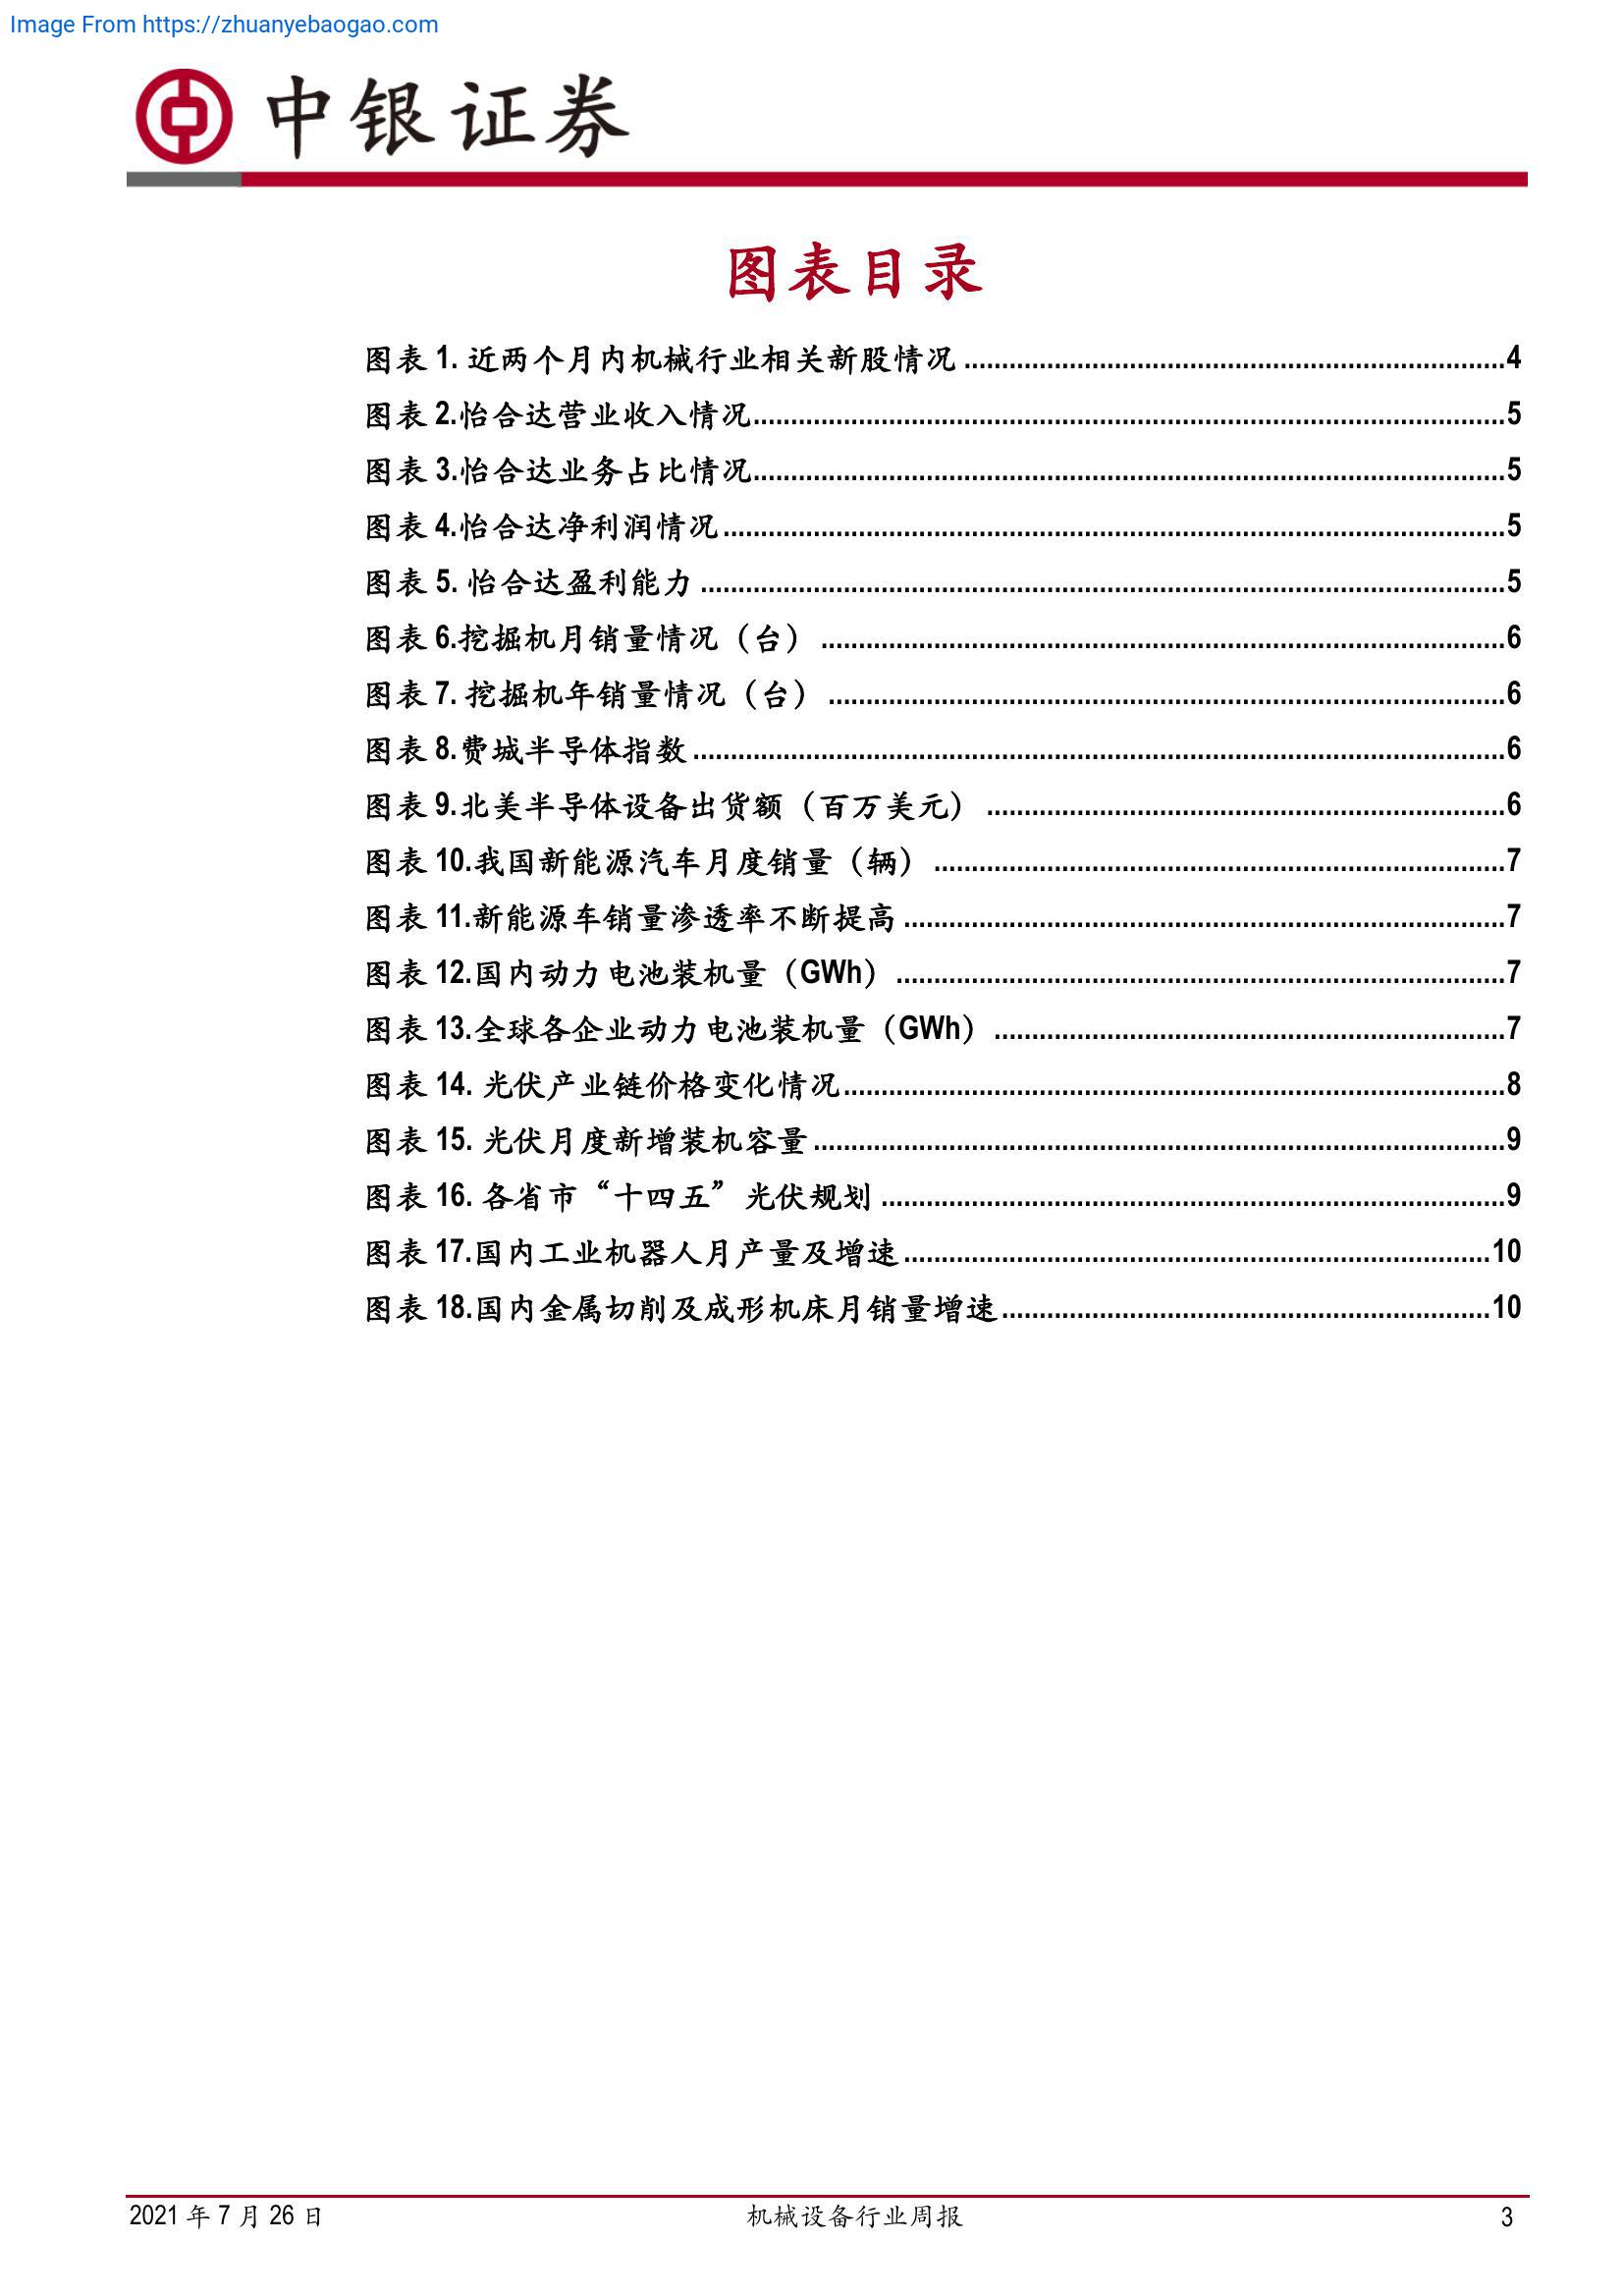 Image From https://zhuanyebaogao.com
中银证券
图表目录
图表 1. 近两个月内机械行业相关新股情况 ........................................................................4
图表 2.怡合达营业收入情况....................................................................................................5
图表 3.怡合达业务占比情况....................................................................................................5
图表 4.怡合达净利润情况........................................................................................................5
图表 5. 怡合达盈利能力 ...........................................................................................................5
图表 6.挖掘机月销量情况（台） ...........................................................................................6
图表 7. 挖掘机年销量情况（台） ..........................................................................................6
图表 8.费城半导体指数............................................................................................................6
图表 9.北美半导体设备出货额（百万美元） .....................................................................6
图表 10.我国新能源汽车月度销量（辆） ............................................................................7
图表 11.新能源车销量渗透率不断提高 ................................................................................7
图表 12.国内动力电池装机量（GWh） .................................................................................7
图表 13.全球各企业动力电池装机量（GWh） ....................................................................7
图表 14. 光伏产业链价格变化情况........................................................................................8
图表 15. 光伏月度新增装机容量............................................................................................9
图表 16. 各省市“十四五”光伏规划 ...................................................................................9
图表 17.国内工业机器人月产量及增速..............................................................................10
图表 18.国内金属切削及成形机床月销量增速.................................................................10
2021 年 7 月 26 日
机械设备行业周报
3